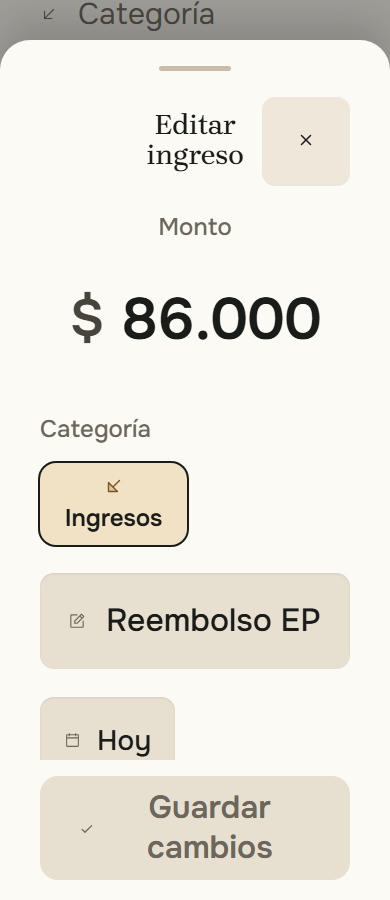 Categoría
Editar
ingreso
Monto
$ 86.000
Categoría
Ingresos
Reembolso EP
Hoy
Guardar
cambios